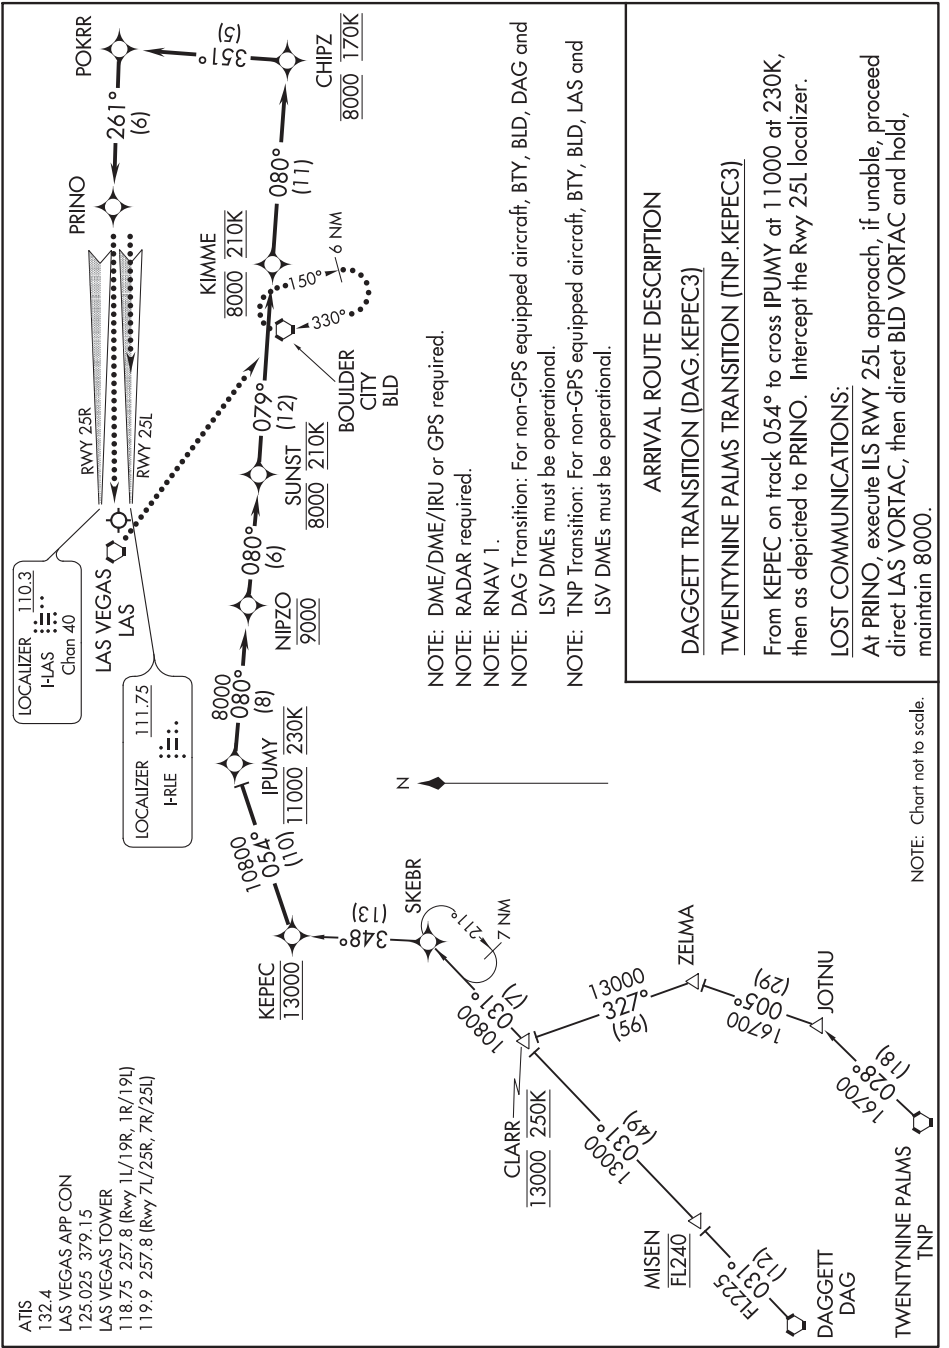 ATIS
132.4
LAS VEGAS APP CON
125.025 379.15
LAS VEGAS TOWER
118.75 257.8 (Rwy 1L/19R, 1R/19L)
119.9 257.8 (Rwy 7L/25R, 7R/25L)
LOCALIZER 110.3
I-LAS
Chan 40
LOCALIZER 111.75
I-RLE
LAS VEGAS
LAS
RWY 25R
RWY 25L
PRINO
261°
(6)
POKRR
351°
(5)
CHIPZ
8000 170K
080°
(11)
KIMME
8000 210K
150°
6 NM
330°
BOULDER
CITY
BLD
079°
(12)
SUNST
8000 210K
080°
(6)
NIPZO
9000
8000
080°
(8)
IPUMY
11000 230K
10800
054°
(10)
KEPEC
13000
348°
(13)
SKEBR
211°
7 NM
10800
031°
(7)
CLARR
13000 250K
13000
031°
(49)
MISEN
FL240
FL225
031°
(12)
DAGGETT
DAG
13000
327°
(56)
ZELMA
16700
005°
(29)
JOTNU
16700
028°
(18)
TWENTYNINE PALMS
TNP
N
NOTE: DME/DME/IRU or GPS required.
NOTE: RADAR required.
NOTE: RNAV 1.
NOTE: DAG Transition: For non-GPS equipped aircraft, BTY, BLD, DAG and
LSV DMEs must be operational.
NOTE: TNP Transition: For non-GPS equipped aircraft, BTY, BLD, LAS and
LSV DMEs must be operational.
NOTE: Chart not to scale.
ARRIVAL ROUTE DESCRIPTION
DAGGETT TRANSITION (DAG.KEPEC3)
TWENTYNINE PALMS TRANSITION (TNP.KEPEC3)
From KEPEC on track 054° to cross IPUMY at 11000 at 230K,
then as depicted to PRINO. Intercept the Rwy 25L localizer.
LOST COMMUNICATIONS:
At PRINO, execute ILS RWY 25L approach, if unable, proceed
direct LAS VORTAC, then direct BLD VORTAC and hold,
maintain 8000.